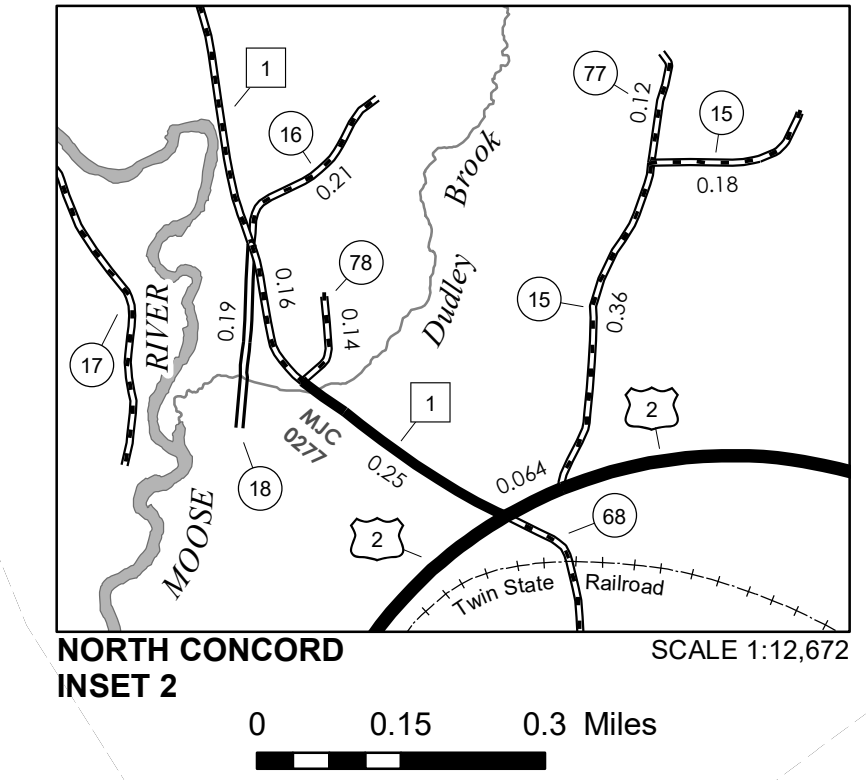 1
77
0.12
15
16
0.21
0.18
Brook
78
0.16
0.19
0.14
Dudley
15
0.36
RIVER
17
1
2
MJC
0277
0.25
0.064
18
68
2
MOOSE
Twin State Railroad
NORTH CONCORD
INSET 2
SCALE 1:12,672
0 0.15 0.3 Miles